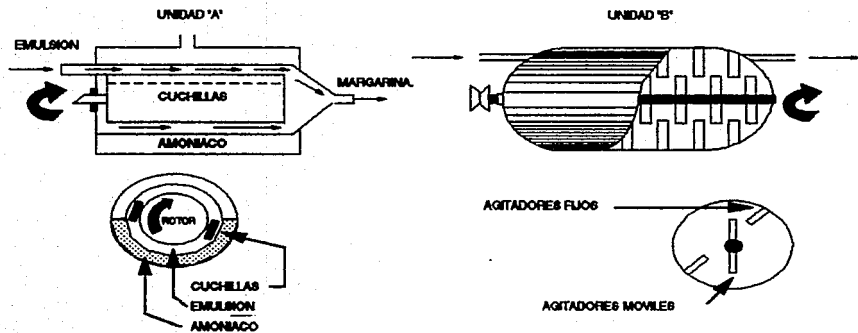 UNIDAD "A"
EMULSION
CUCHILLAS
MARGARINA.
AMONIACO
ROTOR
CUCHILLAS
EMULSION
AMONIACO
UNIDAD "B"
AGITADORES FIJOS
AGITADORES MOVILES